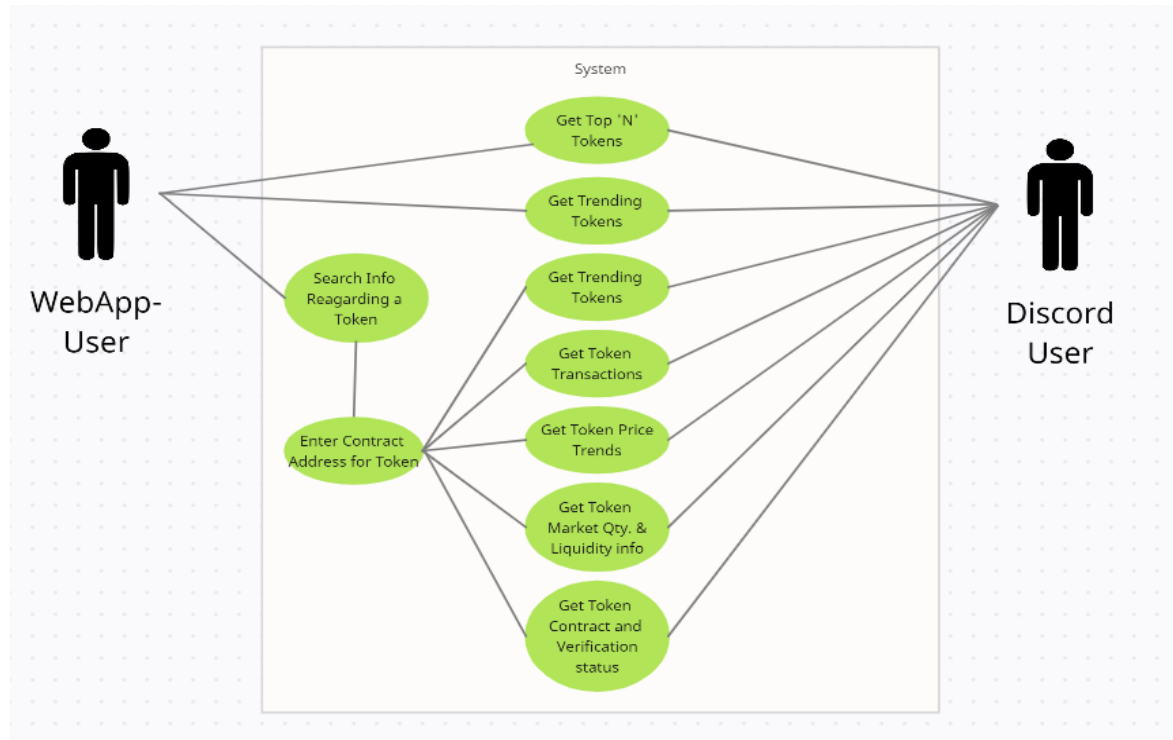 System
Get Top 'N'
Tokens
Get Trending
Tokens
Search Info
Reagarding a
Token
Get Trending
Tokens
WebApp-
User
Discord
User
Get Token
Transactions
Enter Contract
Address for Token
Get Token Price
Trends
Get Token
Market Qty. &
Liquidity info
Get Token
Contract and
Verification
status